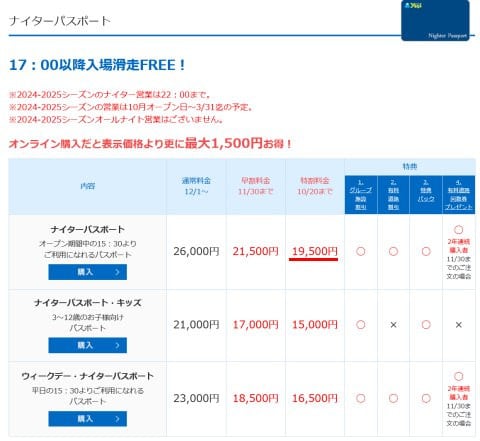 ナイターパスポート
Yeti
Nighter Passport
17：00以降入場滑走FREE！
※2024-2025シーズンのナイター営業は22：00まで。
※2024-2025シーズンの営業は10月オープン日～3/31迄の予定。
※2024-2025シーズンオールナイト営業はございません。
オンライン購入だと表示価格より更に最大1,500円お得！
内容
通常料金
12/1～
早割料金
11/30まで
特割料金
10/20まで
特典
1.
グループ
施設
割引
2.
有料
道路
割引
3.
特典
パック
4.
有料道路
回数券
プレゼント
ナイターパスポート
オープン期間中の15：30より
ご利用になれるパスポート
購入
26,000円
21,500円
19,500円
○
○
○
○
2年連続
購入者
11/30ま
でのご注
文の場合
ナイターパスポート・キッズ
3～12歳のお子様向け
パスポート
購入
21,000円
17,000円
15,000円
○
×
○
×
ウィークデー・ナイターパスポート
平日の15：30よりご利用になれる
パスポート
購入
23,000円
18,500円
16,500円
○
○
○
○
2年連続
購入者
11/30ま
でのご注
文の場合